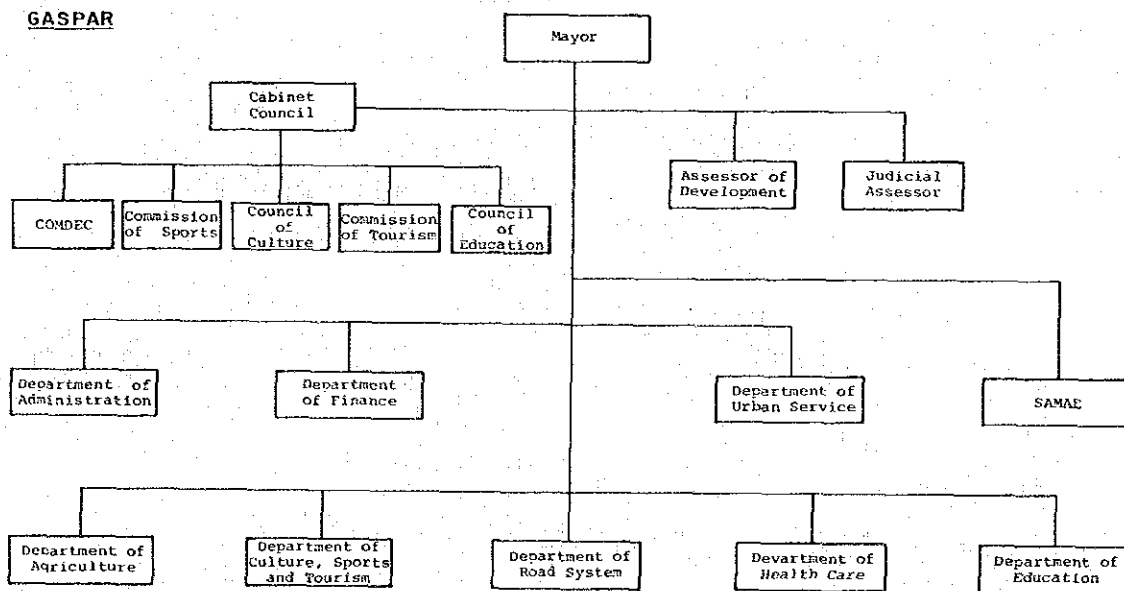 GASPAR
Mayor
Cabinet
Council
Assessor of
Development
Judicial
Assessor
COMDEC
Commission
of Sports
Council
of
Culture
Commission
of Tourism
Council
of
Education
Department of
Administration
Department
of Finance
Department of
Urban Service
SAMAE
Department of
Agriculture
Department of
Culture, Sports
and Tourism
Department of
Road System
Devartment of
Health Care
Department of
Education